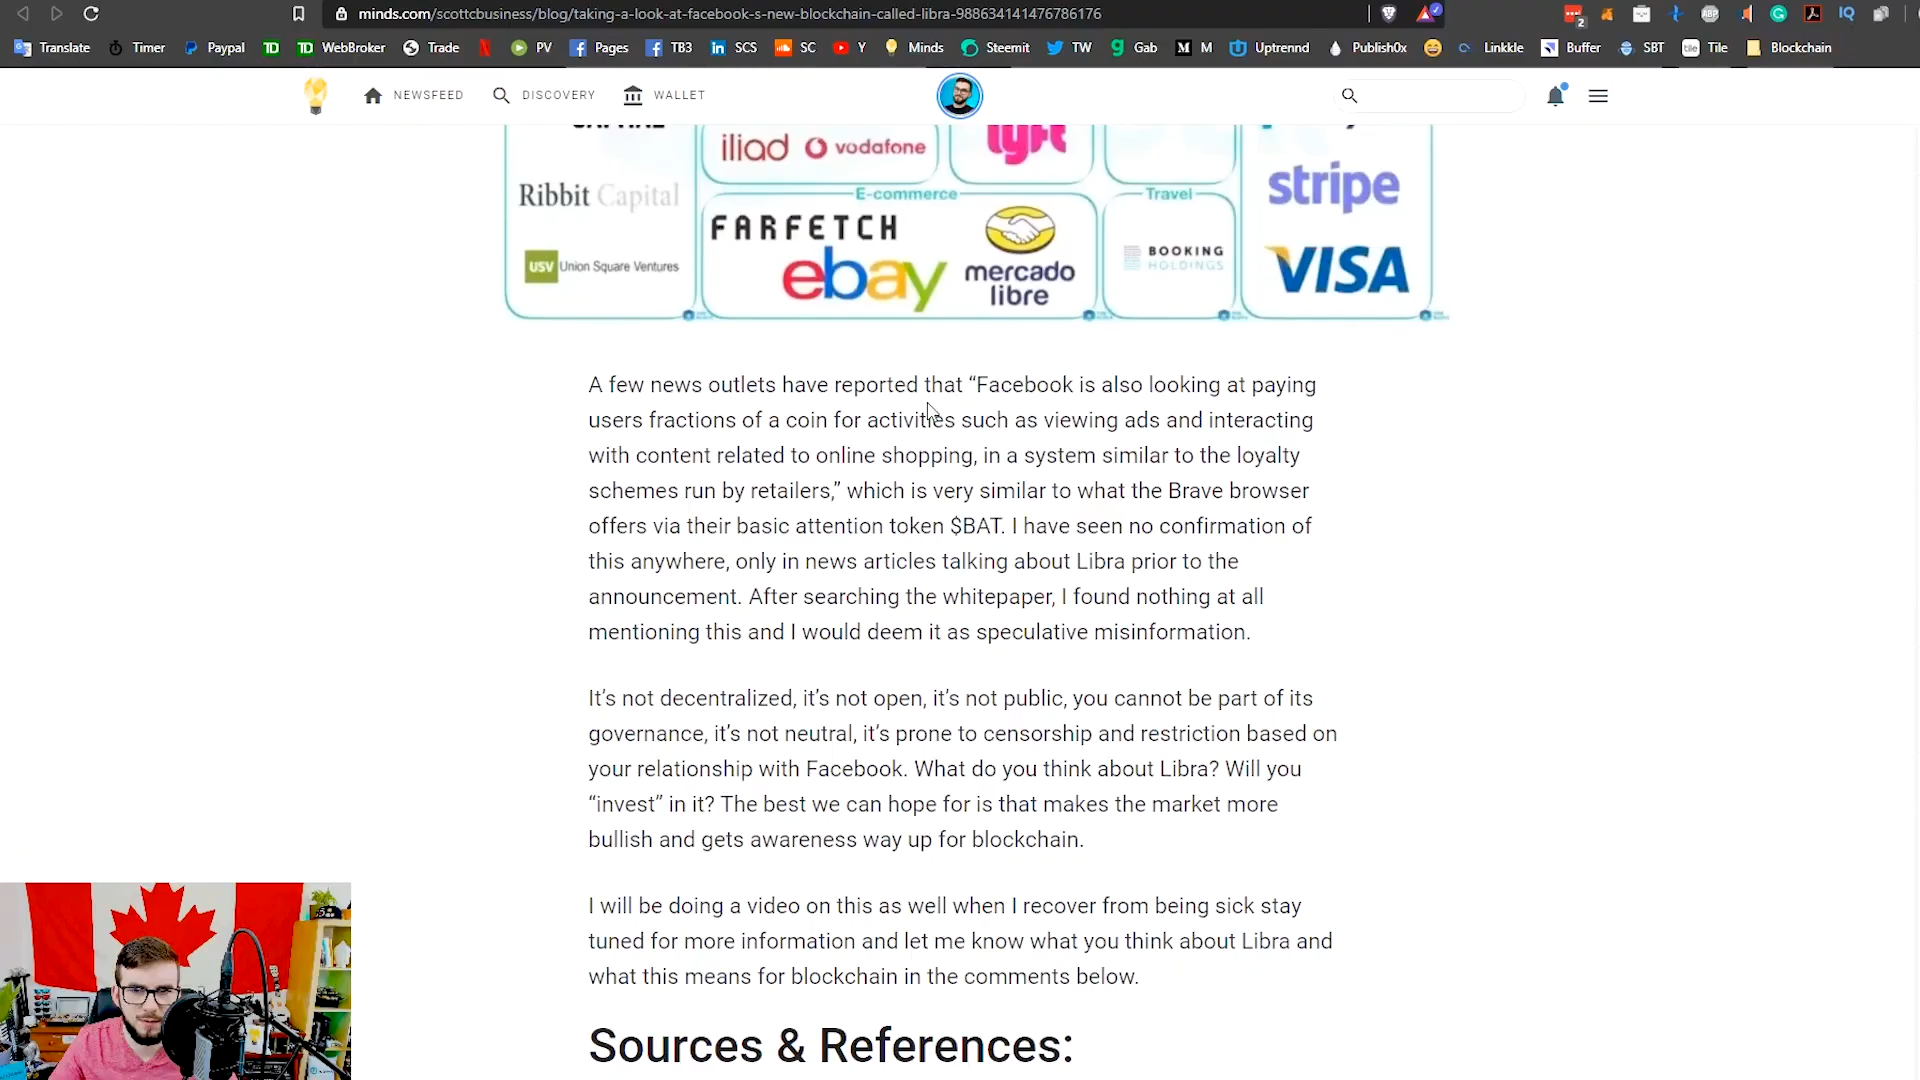 minds.com/scottcbusiness/blog/taking-a-look-at-facebook-s-new-blockchain-called-libra-988634141476786176
2
Translate Timer Paypal TD WebBroker Trade PV Pages TB3 SCS SC Y Minds Steemit TW Gab M Uptrennd Publish0x Linkkle Buffer SBT Tile Blockchain
NEWSFEED DISCOVERY WALLET
iliad vodafone lyft
Ribbit Capital
E-commerce
Travel
stripe
FARFETCH
USV Union Square Ventures
ebay
mercado
libre
BOOKING
HOLDINGS
VISA
A few news outlets have reported that “Facebook is also looking at paying
users fractions of a coin for activities such as viewing ads and interacting
with content related to online shopping, in a system similar to the loyalty
schemes run by retailers,” which is very similar to what the Brave browser
offers via their basic attention token $BAT. I have seen no confirmation of
this anywhere, only in news articles talking about Libra prior to the
announcement. After searching the whitepaper, I found nothing at all
mentioning this and I would deem it as speculative misinformation.
It’s not decentralized, it’s not open, it’s not public, you cannot be part of its
governance, it’s not neutral, it’s prone to censorship and restriction based on
your relationship with Facebook. What do you think about Libra? Will you
“invest” in it? The best we can hope for is that makes the market more
bullish and gets awareness way up for blockchain.
I will be doing a video on this as well when I recover from being sick stay
tuned for more information and let me know what you think about Libra and
what this means for blockchain in the comments below.
Sources & References: